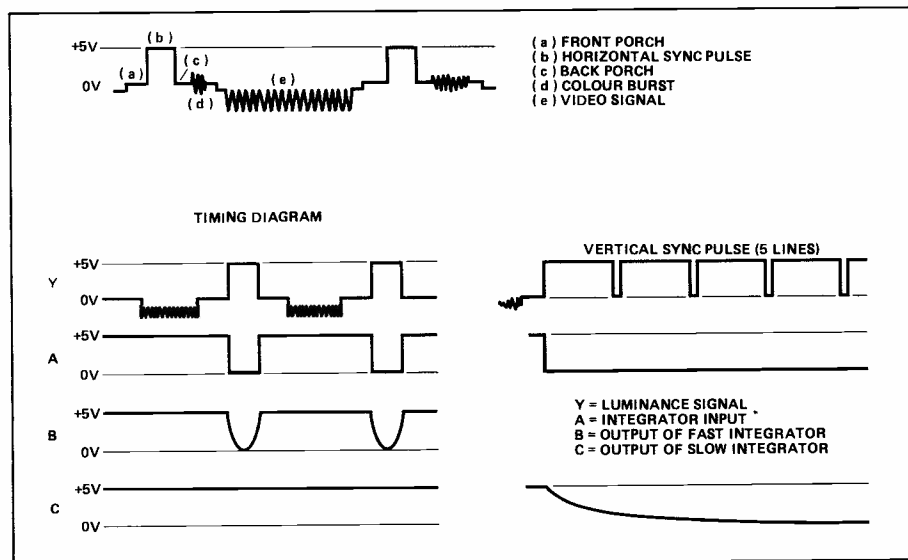 +5V
0V
(a)
(b)
(c)
(d)
(e)
(a) FRONT PORCH
(b) HORIZONTAL SYNC PULSE
(c) BACK PORCH
(d) COLOUR BURST
(e) VIDEO SIGNAL
TIMING DIAGRAM
VERTICAL SYNC PULSE (5 LINES)
Y
+5V
0V
A
+5V
0V
B
+5V
0V
C
+5V
0V
Y = LUMINANCE SIGNAL
A = INTEGRATOR INPUT
B = OUTPUT OF FAST INTEGRATOR
C = OUTPUT OF SLOW INTEGRATOR